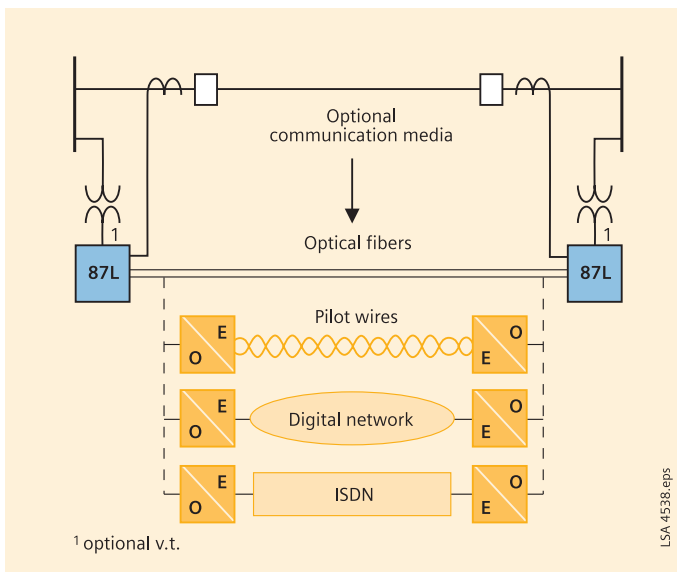 Optional
communication media
1
1
Optical fibers
87L
87L
Pilot wires
E
O
O
E
E
O
Digital network
O
E
E
O
ISDN
O
E
1 optional v.t.
LSA 4538.eps